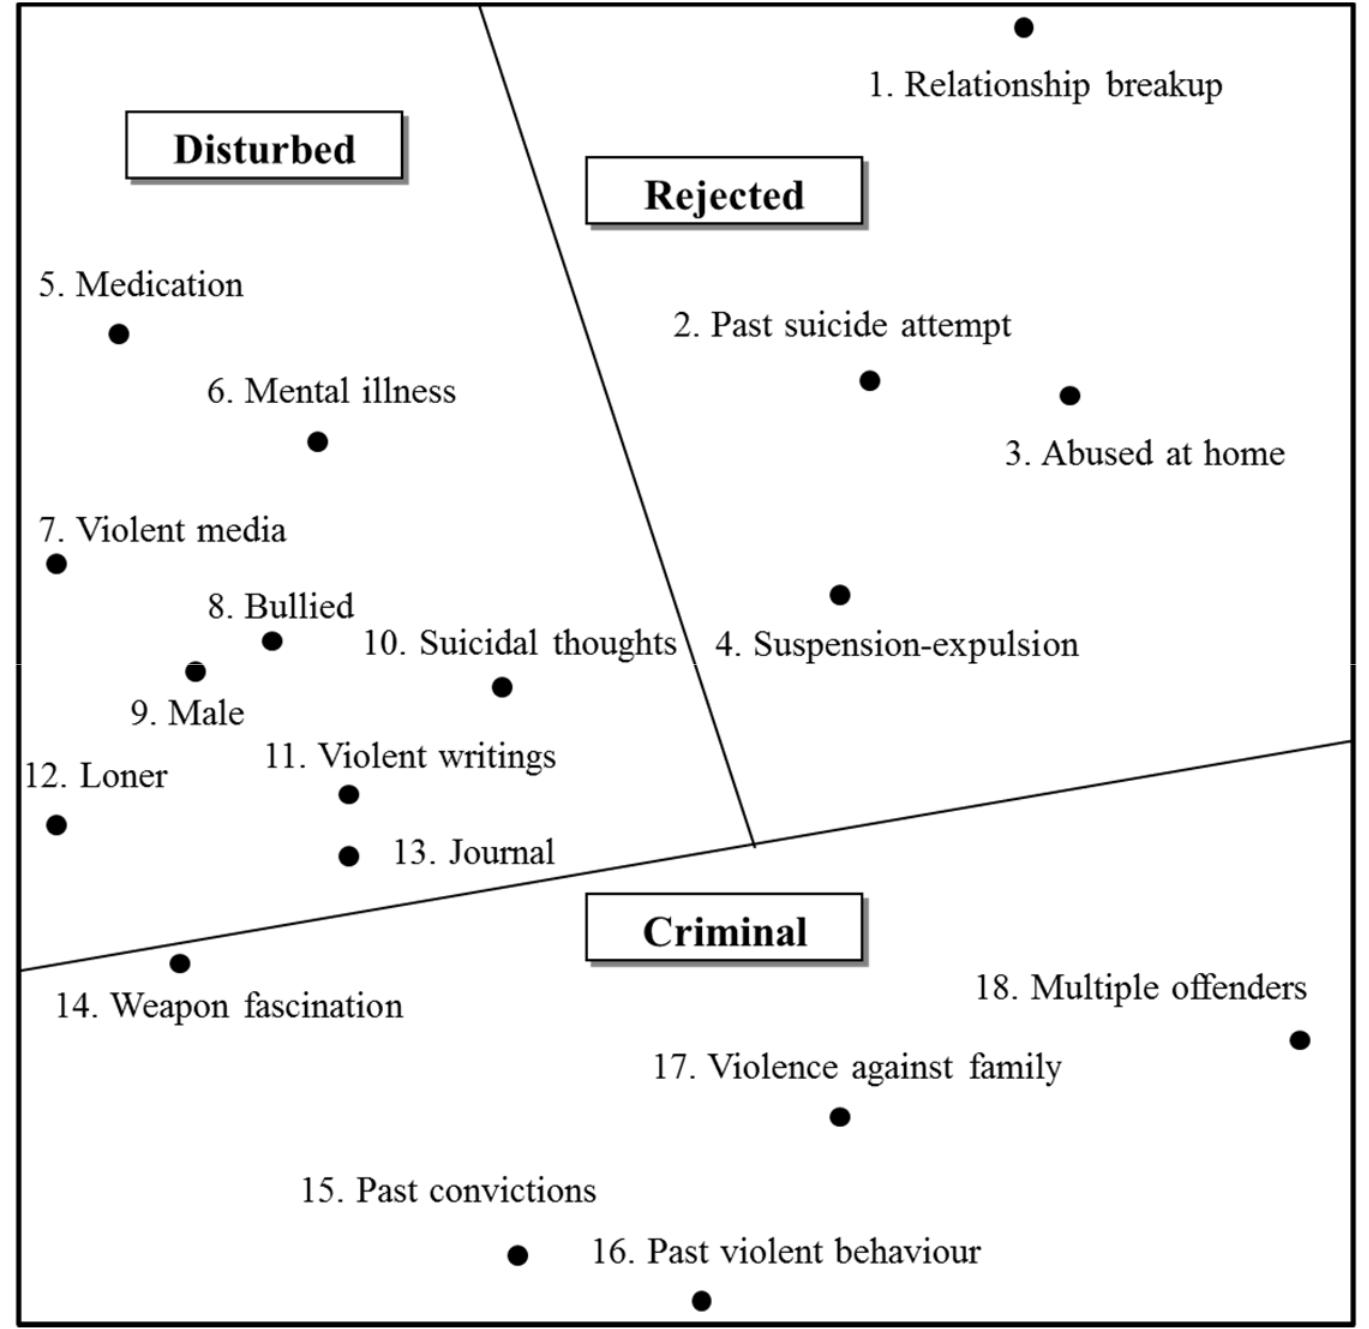 1. Relationship breakup
Disturbed
Rejected
5. Medication
2. Past suicide attempt
6. Mental illness
3. Abused at home
7. Violent media
8. Bullied
10. Suicidal thoughts
4. Suspension-expulsion
9. Male
11. Violent writings
12. Loner
13. Journal
Criminal
14. Weapon fascination
18. Multiple offenders
17. Violence against family
15. Past convictions
16. Past violent behaviour